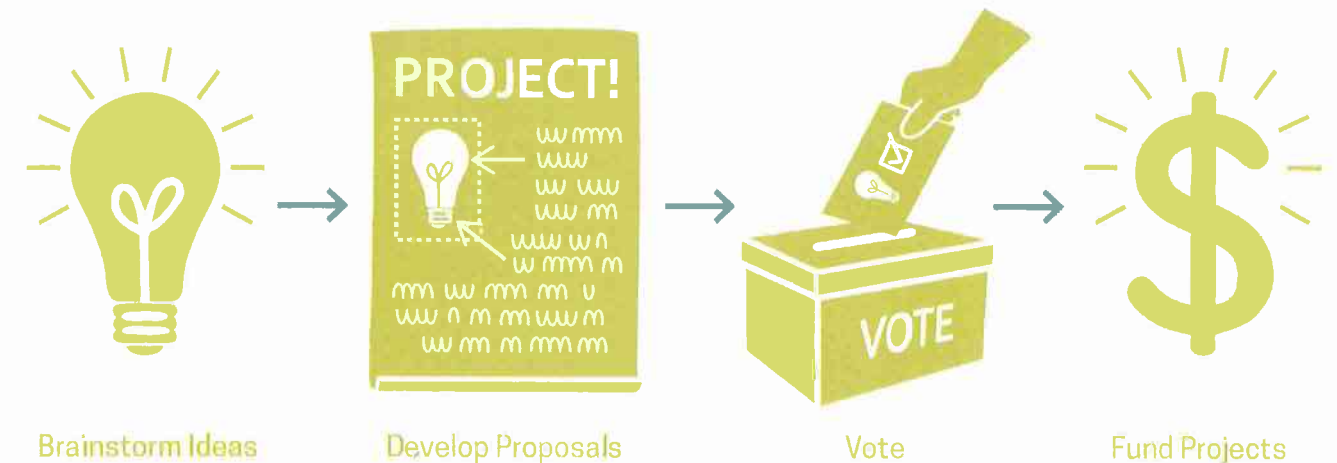 PROJECT!
VOTE
Brainstorm Ideas
Develop Proposals
Vote
Fund Projects